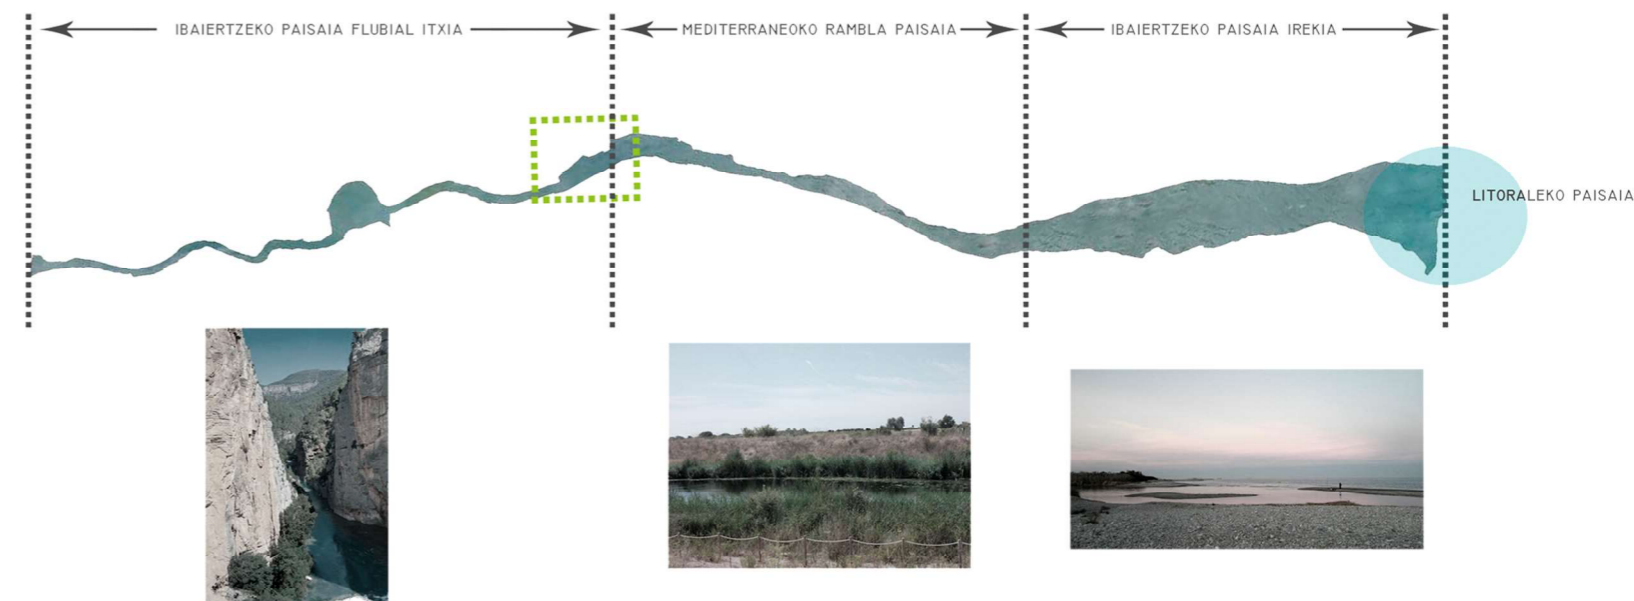 IBAIERTZEKO PAISAIA FLUBIAL ITXIA
MEDITERRANEOKO RAMBLA PAISAIA
IBAIERTZEKO PAISAIA IREKIA
LITORALEKO PAISAIA